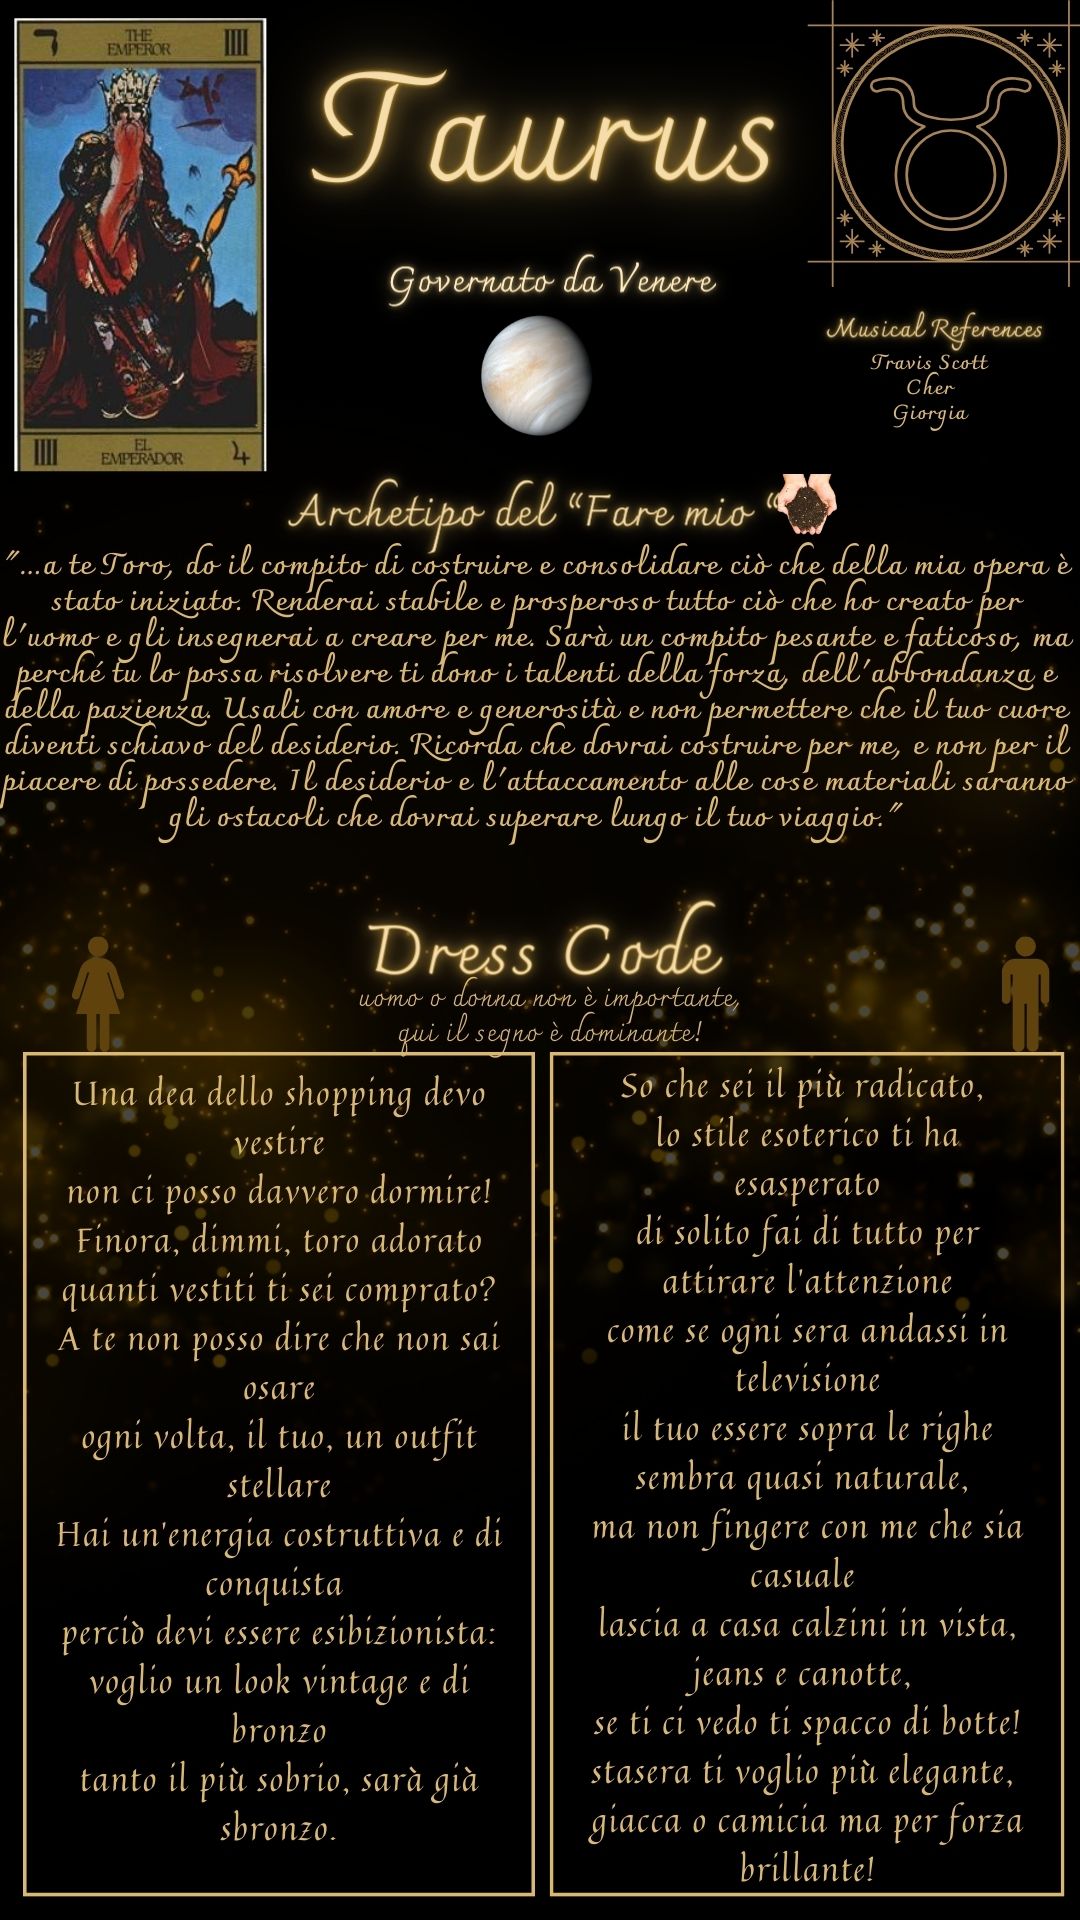 THE
EMPEROR
IIII
Taurus
Governato da Venere
Musical References
Travis Scott
Cher
Giorgia
IIII
EL
EMPERADOR
Archetipo del “Fare mio “
"...a te Toro, do il compito di costruire e consolidare ciò che della mia opera è
stato iniziato. Renderai stabile e prosperoso tutto ciò che ho creato per
l'uomo e gli insegnerai a creare per me. Sarà un compito pesante e faticoso, ma
perché tu lo possa risolvere ti dono i talenti della forza, dell'abbondanza e
della pazienza. Usali con amore e generosità e non permettere che il tuo cuore
diventi schiavo del desiderio. Ricorda che dovrai costruire per me, e non per il
piacere di possedere. Il desiderio e l'attaccamento alle cose materiali saranno
gli ostacoli che dovrai superare lungo il tuo viaggio."
Dress Code
uomo o donna non è importante,
qui il segno è dominante!
Una dea dello shopping devo
vestire
non ci posso davvero dormire!
Finora, dimmi, toro adorato
quanti vestiti ti sei comprato?
A te non posso dire che non sai
osare
ogni volta, il tuo, un outfit
stellare
Hai un'energia costruttiva e di
conquista
perciò devi essere esibizionista:
voglio un look vintage e di
bronzo
tanto il più sobrio, sarà già
sbronzo.
So che sei il più radicato,
lo stile esoterico ti ha
esasperato
di solito fai di tutto per
attirare l'attenzione
come se ogni sera andassi in
televisione
il tuo essere sopra le righe
sembra quasi naturale,
ma non fingere con me che sia
casuale
lascia a casa calzini in vista,
jeans e canotte,
se ti ci vedo ti spacco di botte!
stasera ti voglio più elegante,
giacca o camicia ma per forza
brillante!